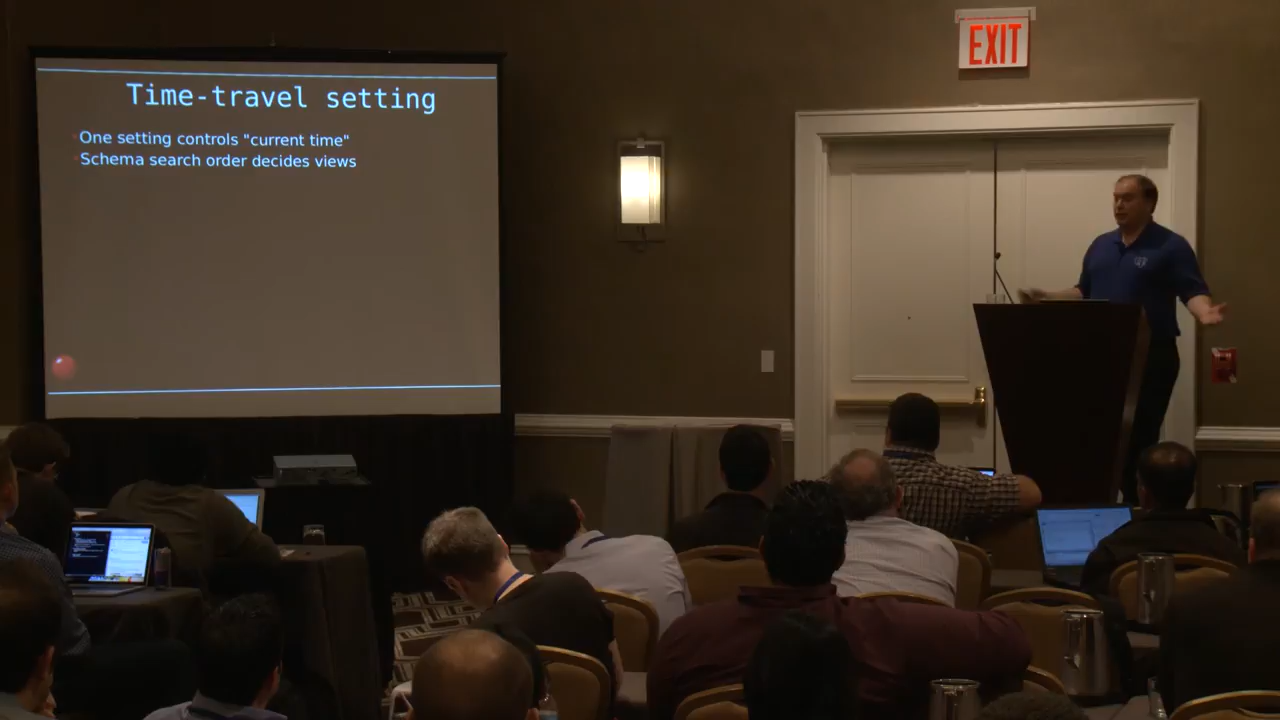 Time-travel setting
One setting controls "current time"
Schema search order decides views
EXIT